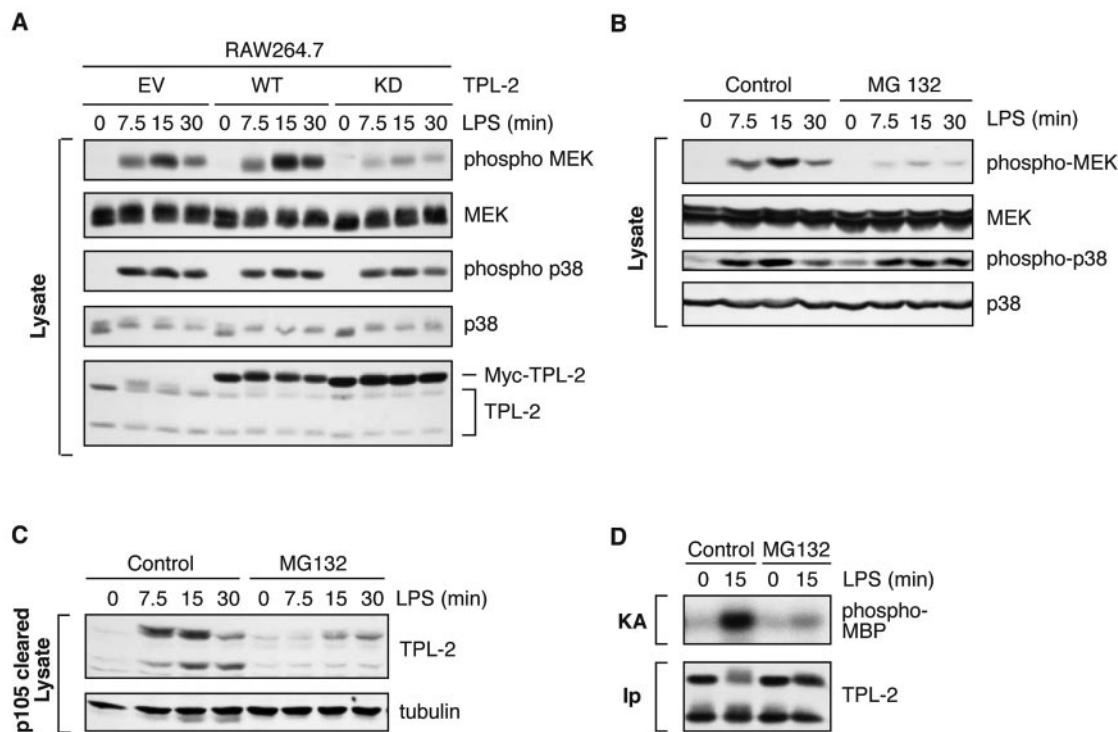 A
RAW264.7
EV WT KD TPL-2
0 7.5 15 30 0 7.5 15 30 0 7.5 15 30 LPS (min)
Lysate
phospho MEK
MEK
phospho p38
p38
Myc-TPL-2
TPL-2
B
Control MG 132
0 7.5 15 30 0 7.5 15 30 LPS (min)
Lysate
phospho-MEK
MEK
phospho-p38
p38
C
Control MG132
0 7.5 15 30 0 7.5 15 30 LPS (min)
p105 cleared
Lysate
TPL-2
tubulin
D
Control MG132
0 15 0 15 LPS (min)
KA
phospho-
MBP
Ip
TPL-2